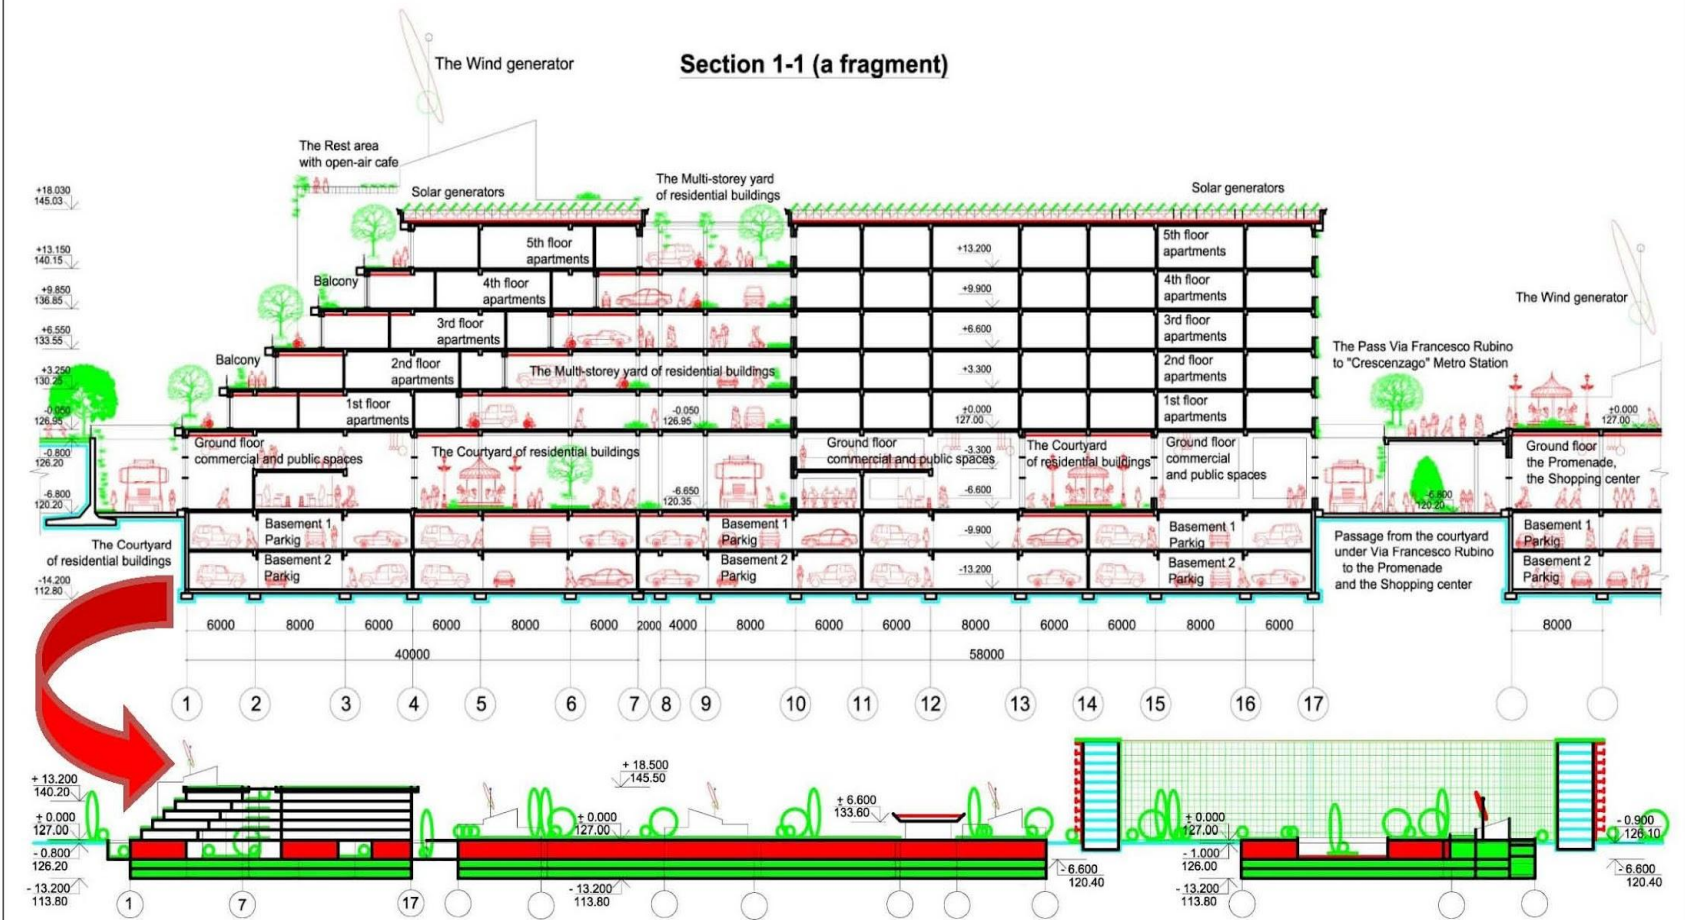 The Wind generator
Section 1-1 (a fragment)
The Rest area
with open-air cafe
Solar generators
The Multi-storey yard
of residential buildings
Solar generators
+18.030
145.03
+13.150
140.15
+9.850
136.85
+6.550
133.55
+3.250
130.25
-0.050
126.95
-0.800
126.20
-6.800
120.20
-14.200
112.80
5th floor
apartments
Balcony
4th floor
apartments
3rd floor
apartments
Balcony
2nd floor
apartments
The Multi-storey yard of residential buildings
1st floor
apartments
-0.050
126.95
+13.200
+9.900
+6.600
+3.300
±0.000
127.00
-3.300
-6.600
-9.900
-13.200
5th floor
apartments
4th floor
apartments
3rd floor
apartments
2nd floor
apartments
1st floor
apartments
The Wind generator
The Pass Via Francesco Rubino
to "Crescenzago" Metro Station
±0.000
127.00
Ground floor
commercial and public spaces
The Courtyard of residential buildings
-6.650
120.35
Ground floor
commercial and public spaces
The Courtyard
of residential buildings
Ground floor
commercial
and public spaces
-6.800
120.20
Ground floor
the Promenade,
the Shopping center
Basement 1
Parkig
Basement 1
Parkig
Basement 1
Parkig
Basement 1
Parkig
Basement 2
Parkig
Basement 2
Parkig
Basement 2
Parkig
Basement 2
Parkig
The Courtyard
of residential buildings
Passage from the courtyard
under Via Francesco Rubino
to the Promenade
and the Shopping center
6000 8000 6000 6000 8000 6000 2000 4000 8000 6000 6000 8000 6000 6000 8000 6000 8000
40000 58000
1 2 3 4 5 6 7 8 9 10 11 12 13 14 15 16 17
+ 13.200
140.20
± 0.000
127.00
- 0.800
126.20
- 13.200
113.80
1 7 17
± 0.000
127.00
+ 18.500
145.50
- 13.200
113.80
± 6.600
133.60
- 6.600
120.40
± 0.000
127.00
- 1.000
126.00
- 13.200
113.80
- 0.900
126.10
- 6.600
120.40